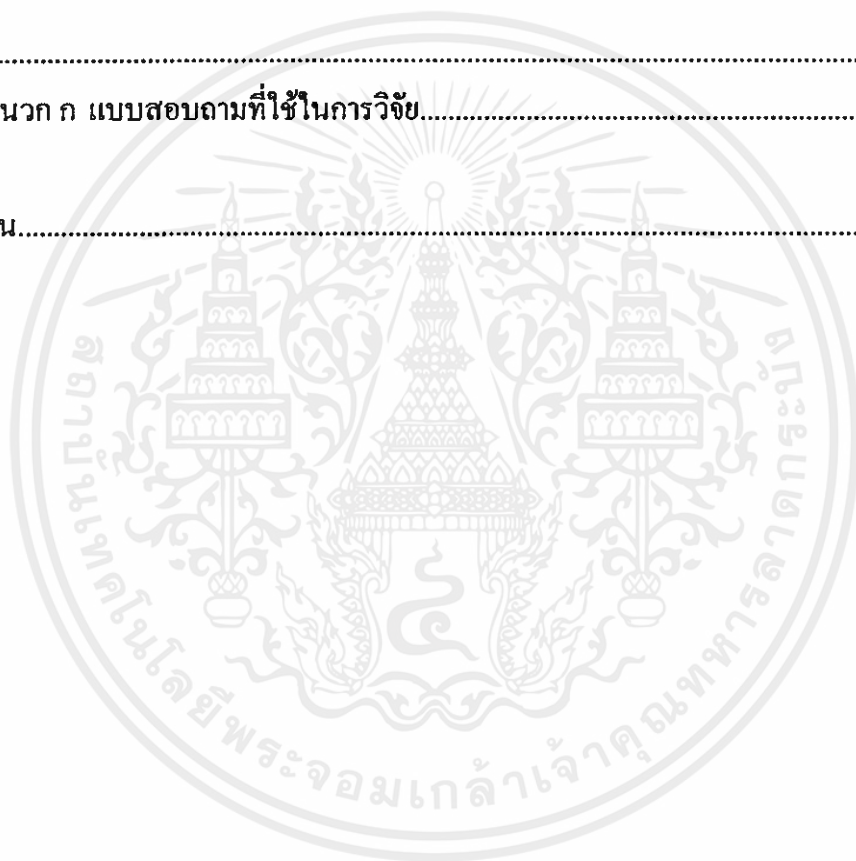 ........................................
นวก ก แบบสอบถามที่ใช้ในการวิจัย........................................
น........................................
สถาบันเทคโนโลยีพระจอมเกล้าเจ้าคุณทหารลาดกระบัง